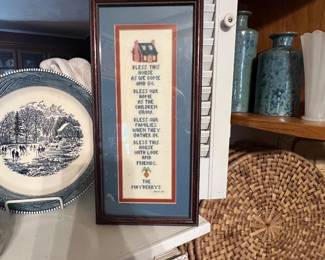 BLESS THIS
HOUSE
AS WE COME
AND GO.
BLESS OUR
HOME
AS THE
CHILDREN
GROW.
BLESS OUR
FAMILIES
WHEN THEY
GATHER IN.
BLESS THIS
HOUSE
WITH LOVE
AND
FRIENDS.
THE
MAYBERRY'S